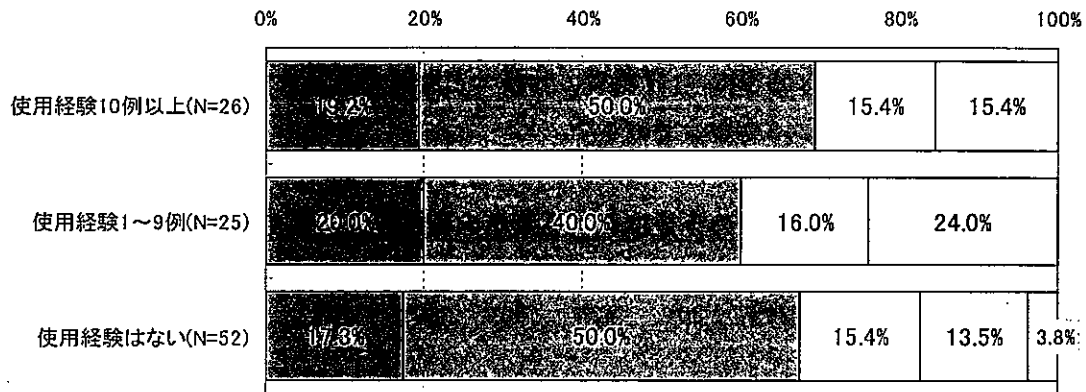 0% 20% 40% 60% 80% 100%
使用経験10例以上(N=26) 19.2% 50.0% 15.4% 15.4%
使用経験1～9例(N=25) 20.0% 40.0% 16.0% 24.0%
使用経験はない(N=52) 17.3% 50.0% 15.4% 13.5% 3.8%